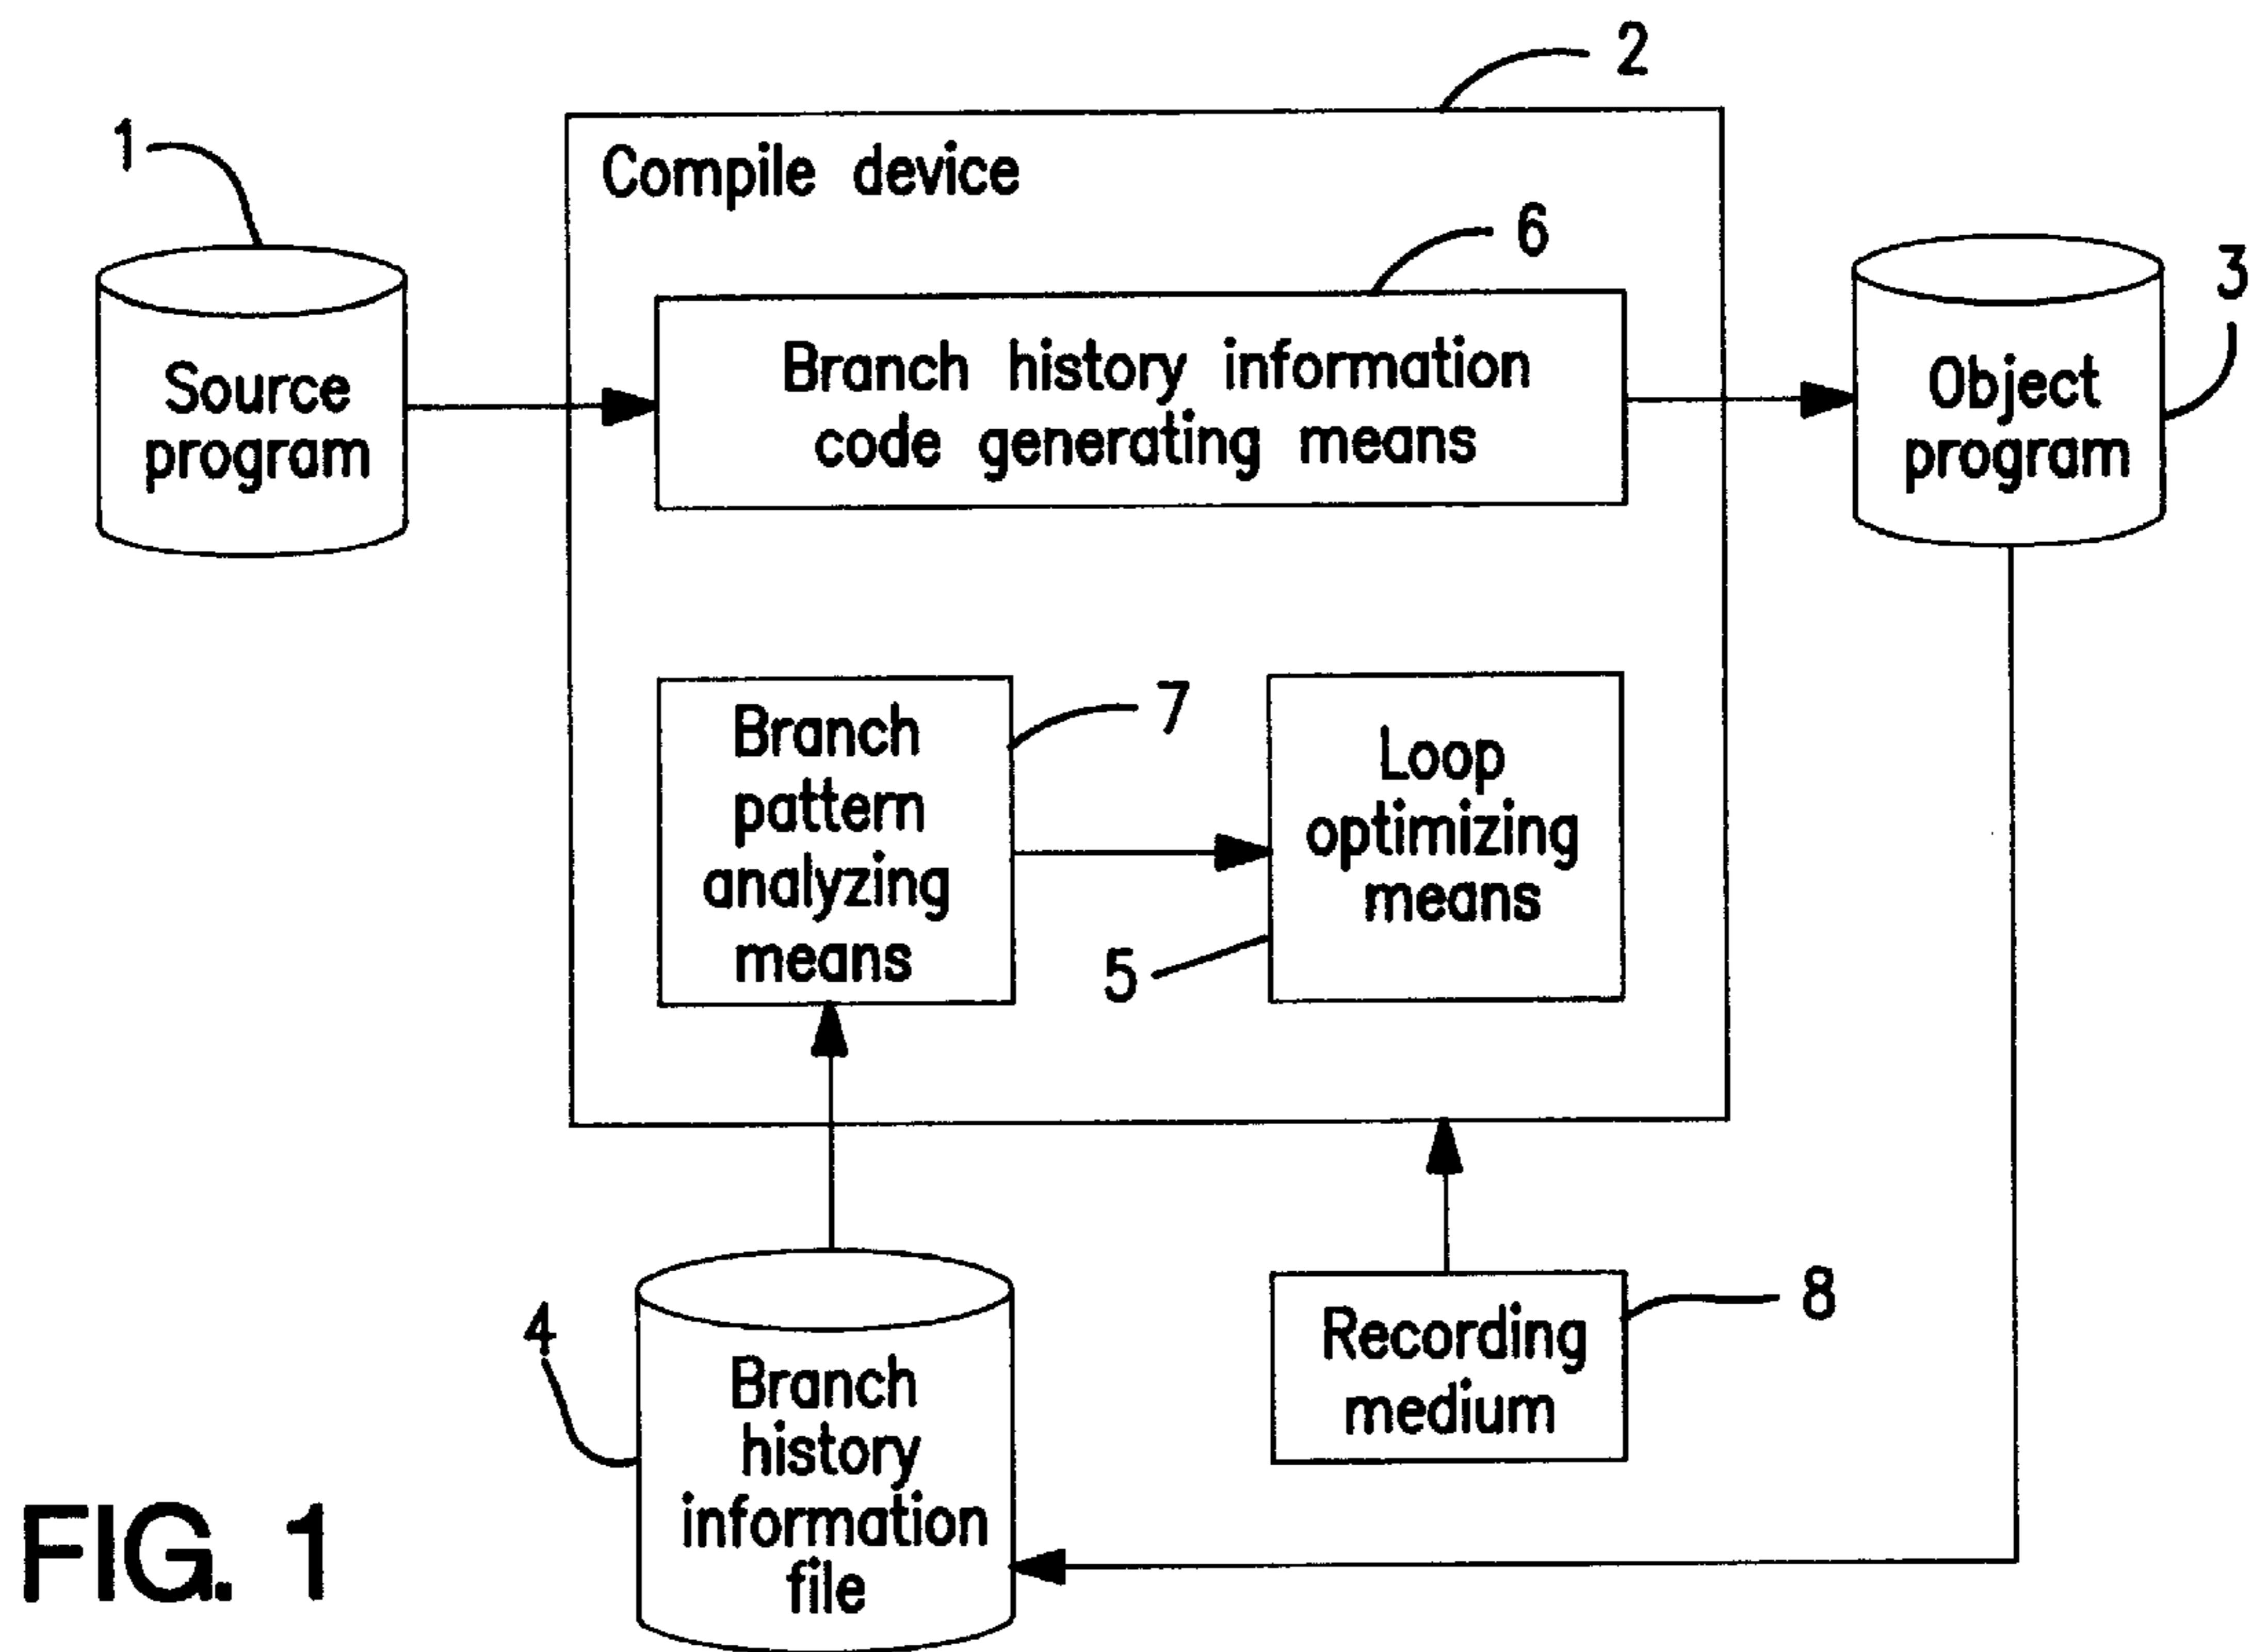 2
1
Compile device
6
3
Source
program
Branch history information
code generating means
Object
program
7
Branch
pattern
analyzing
means
Loop
optimizing
means
5
4
8
Recording
medium
Branch
history
information
file
FIG. 1